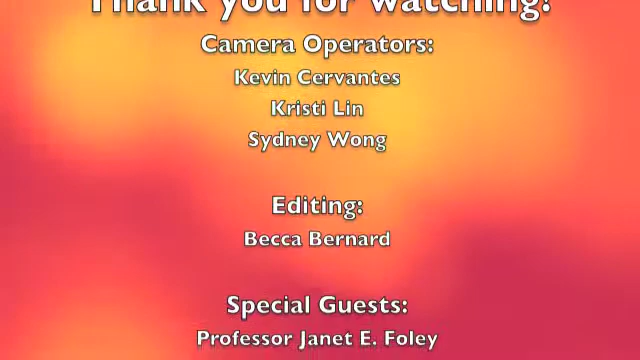 Thank you for watching!
Camera Operators:
Kevin Cervantes
Kristi Lin
Sydney Wong
Editing:
Becca Bernard
Special Guests:
Professor Janet E. Foley